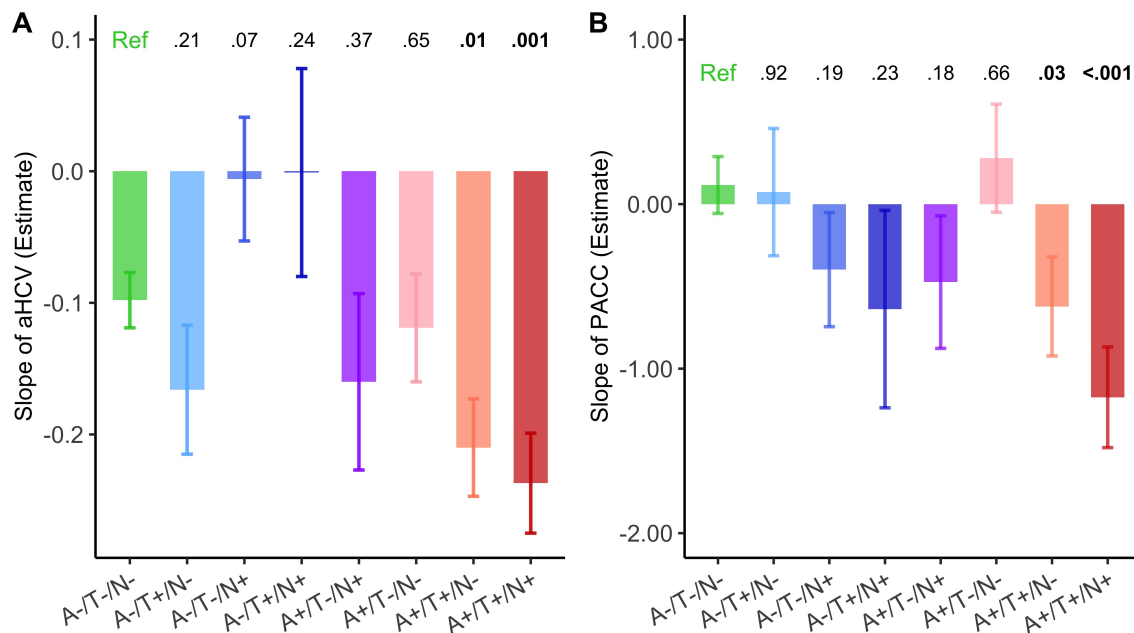 A
Slope of aHCV (Estimate)
0.1
0.0
-0.1
-0.2
Ref .21 .07 .24 .37 .65 .01 .001
A-/T-/N- A-/T+/N- A-/T-/N+ A-/T+/N+ A+/T-/N+ A+/T-/N- A+/T+/N- A+/T+/N+
B
Slope of PACC (Estimate)
1.00
0.00
-1.00
-2.00
Ref .92 .19 .23 .18 .66 .03 <.001
A-/T-/N- A-/T+/N- A-/T-/N+ A-/T+/N+ A+/T-/N+ A+/T-/N- A+/T+/N- A+/T+/N+